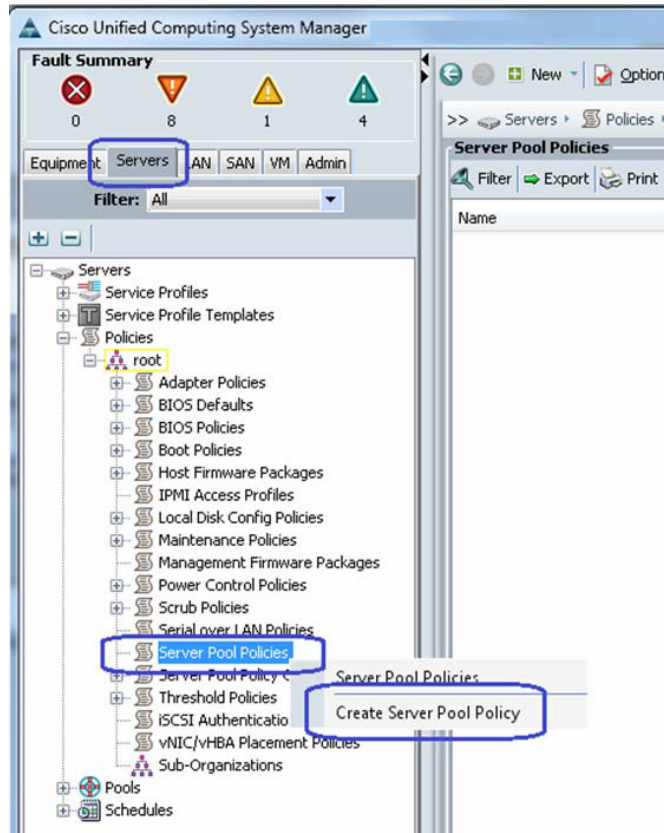 Cisco Unified Computing System Manager
Fault Summary
0 8 1 4
New Option
>> Servers Policies
Equipment Servers LAN SAN VM Admin
Server Pool Policies
Filter: All
Filter Export Print
Name
Servers
Service Profiles
Service Profile Templates
Policies
root
Adapter Policies
BIOS Defaults
BIOS Policies
Boot Policies
Host Firmware Packages
IPMI Access Profiles
Local Disk Config Policies
Maintenance Policies
Management Firmware Packages
Power Control Policies
Scrub Policies
Serial over LAN Policies
Server Pool Policies
Server Pool Policy
Server Pool Policies
Threshold Policies
Create Server Pool Policy
iSCSI Authenticatio
vNIC/vHBA Placement Policies
Sub-Organizations
Pools
Schedules